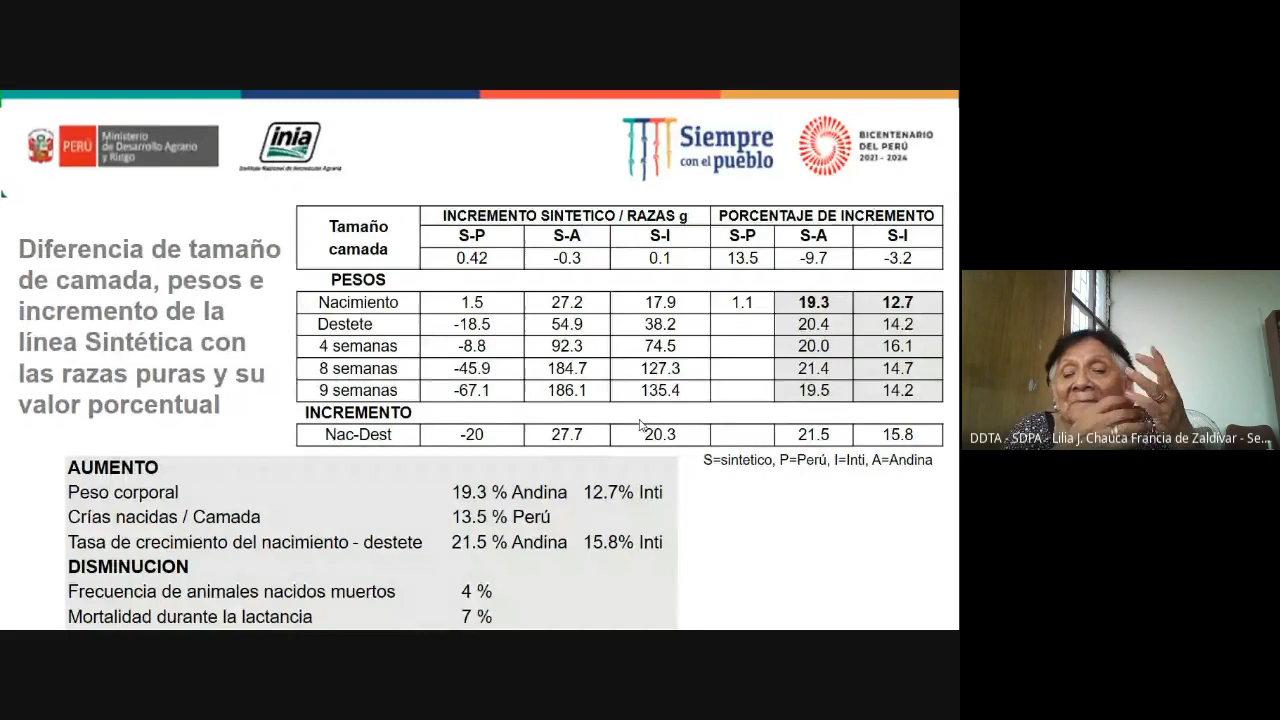 PERÚ
Ministerio
de Desarrollo Agrario
y Riego
inia
Instituto Nacional de Innovación Agraria
Siempre
con el pueblo
BICENTENARIO
DEL PERÚ
2021 - 2024
Diferencia de tamaño
de camada, pesos e
incremento de la
línea Sintética con
las razas puras y su
valor porcentual
Tamaño camada INCREMENTO SINTETICO / RAZAS g PORCENTAJE DE INCREMENTO
S-P S-A S-I S-P S-A S-I
0.42 -0.3 0.1 13.5 -9.7 -3.2
PESOS
Nacimiento 1.5 27.2 17.9 1.1 19.3 12.7
Destete -18.5 54.9 38.2 20.4 14.2
4 semanas -8.8 92.3 74.5 20.0 16.1
8 semanas -45.9 184.7 127.3 21.4 14.7
9 semanas -67.1 186.1 135.4 19.5 14.2
INCREMENTO
Nac-Dest -20 27.7 20.3 21.5 15.8
S=sintetico, P=Perú, I=Inti, A=Andina
AUMENTO
Peso corporal 19.3 % Andina 12.7% Inti
Crías nacidas / Camada 13.5 % Perú
Tasa de crecimiento del nacimiento - destete 21.5 % Andina 15.8% Inti
DISMINUCION
Frecuencia de animales nacidos muertos 4 %
Mortalidad durante la lactancia 7 %
DDTA - SDPA - Lilia J. Chauca Francia de Zaldívar - Se...